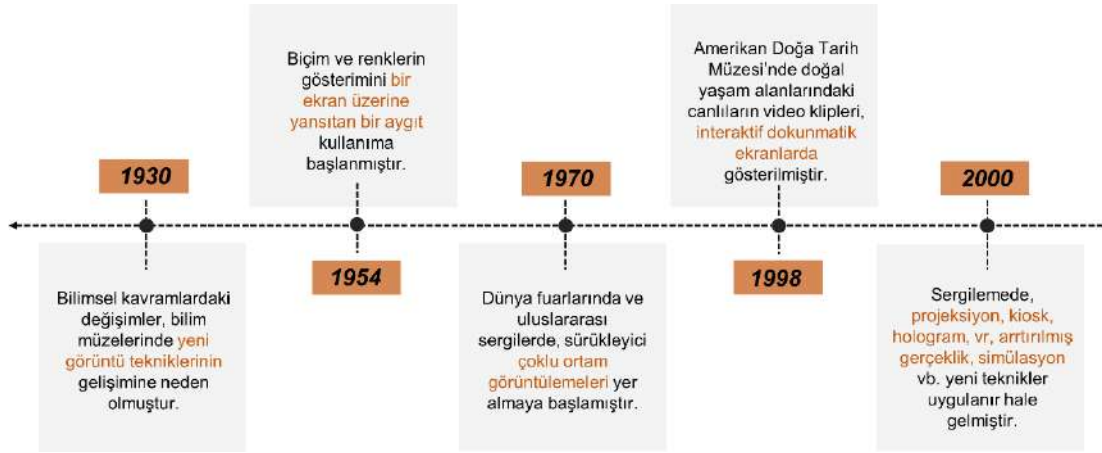 1930
Bilimsel kavramlardaki
değişimler, bilim
müzelerinde yeni
görüntü tekniklerinin
gelişimine neden
olmuştur.
Biçim ve renklerin
gösterimini bir
ekran üzerine
yansıtan bir aygıt
kullanıma
başlanmıştır.
1954
1970
Dünya fuarlarında ve
uluslararası
sergilerde, sürükleyici
çoklu ortam
görüntülemeleri yer
almaya başlamıştır.
Amerikan Doğa Tarih
Müzesi'nde doğal
yaşam alanlarındaki
canlıların video klipleri,
interaktif dokunmatik
ekranlarda
gösterilmiştir.
1998
2000
Sergilemede,
projeksiyon, kiosk,
hologram, vr, arrtırılmış
gerçeklik, simülasyon
vb. yeni teknikler
uygulanır hale
gelmiştir.